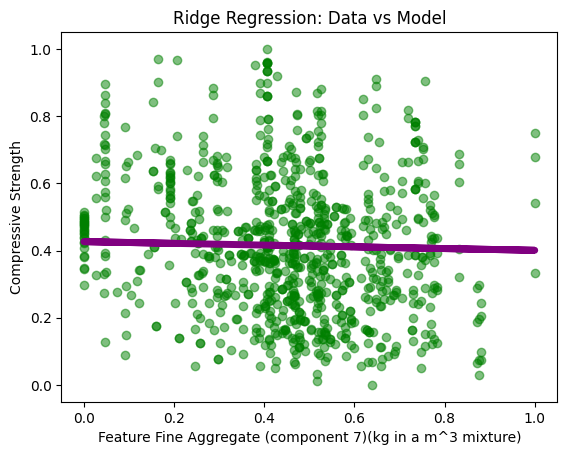 Ridge Regression: Data vs Model
Compressive Strength
1.0
0.8
0.6
0.4
0.2
0.0
0.0 0.2 0.4 0.6 0.8 1.0
Feature Fine Aggregate (component 7)(kg in a m^3 mixture)